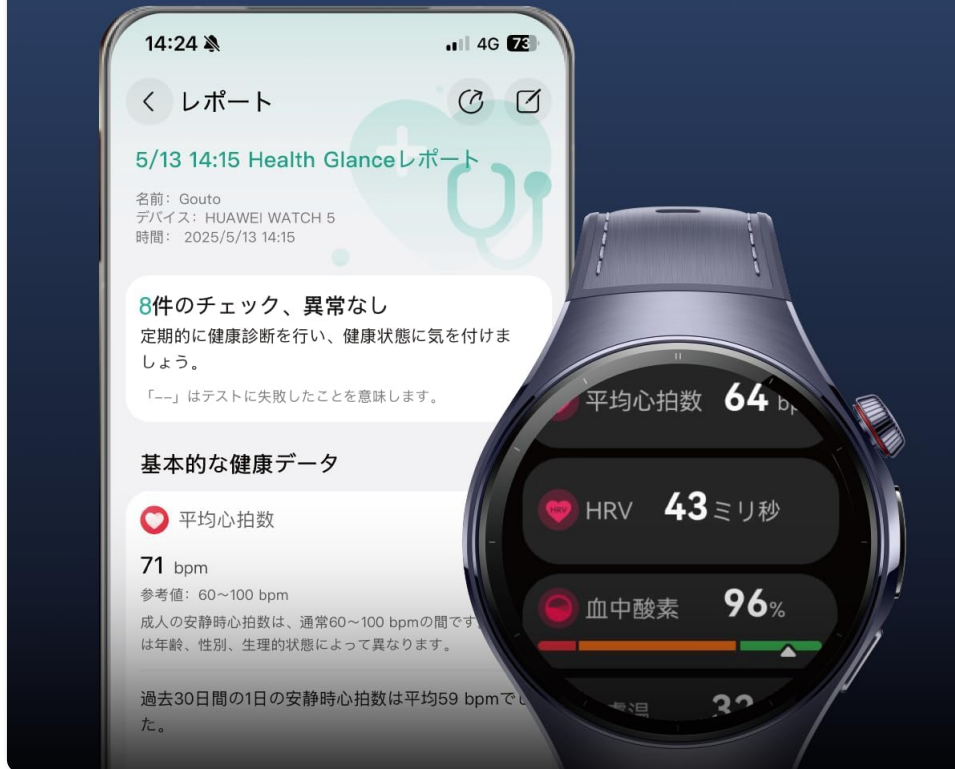 14:24
4G 73
レポート
5/13 14:15 Health Glanceレポート
名前： Gouto
デバイス： HUAWEI WATCH 5
時間： 2025/5/13 14:15
8件のチェック、異常なし
定期的に健康診断を行い、健康状態に気を付けま
しょう。
「––」はテストに失敗したことを意味します。
基本的な健康データ
平均心拍数
71 bpm
参考値： 60～100 bpm
成人の安静時心拍数は、通常60～100 bpmの間です
は年齢、性別、生理的状態によって異なります。
過去30日間の1日の安静時心拍数は平均59 bpmでし
た。
平均心拍数 64
HRV
HRV 43 ミリ秒
血中酸素 96%